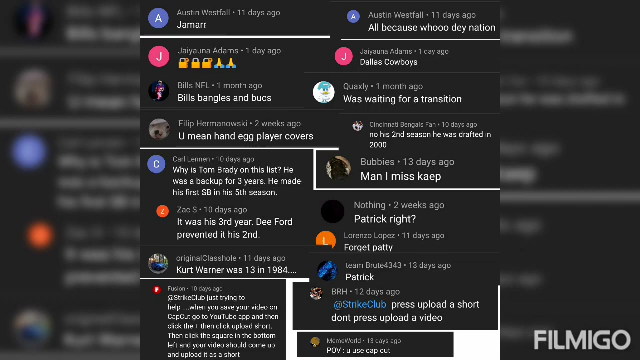 Austin Westfall • 11 days ago
Jamarr
Jaiyauna Adams • 1 day ago
🔐🔒🔐🙏🙏
Bills NFL • 1 month ago
Bills bangles and bucs
Filip Hermanowski • 2 weeks ago
U mean hand egg player covers
Carl Lennen • 10 days ago
Why is Tom Brady on this list? He
was a backup for 3 years. He made
his first SB in his 5th season.
Zac S • 10 days ago
It was his 3rd year. Dee Ford
prevented it his 2nd.
originalClasshole • 11 days ago
Kurt Warner was 13 in 1984....
Fusion • 10 days ago
@StrikeClub just trying to
help ...when you save your video on
CapCut go to YouTube app and then
click the + then click upload short.
Then click the square in the bottom
left and your video should come up
and upload it as a short
Austin Westfall • 11 days ago
All because whooo dey nation
Jaiyauna Adams • 1 day ago
Dallas Cowboys
Quaxly • 1 month ago
Was waiting for a transition
Cincinnati Bengals Fan • 10 days ago
no his 2nd season he was drafted in
2000
Bubbies • 13 days ago
Man I miss kaep
Nothing • 2 weeks ago
Patrick right?
Lorenzo Lopez • 11 days ago
Forget patty
team Brute4343 • 13 days ago
Patrick
BRH • 12 days ago
@StrikeClub press upload a short
dont press upload a video
MemeWorld • 13 days ago
POV : u use cap cut
FILMIGO